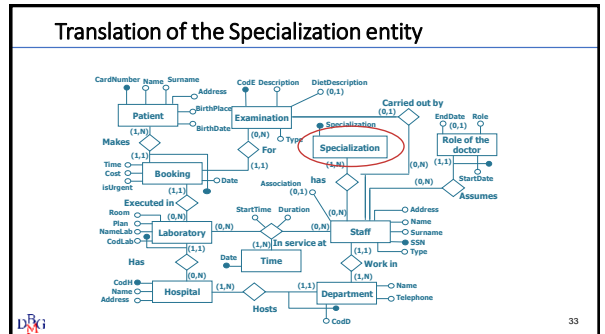 Translation of the Specialization entity
CardNumber Name Surname
Address
Patient
BirthPlace
BirthDate
CodE Description
DietDescription
(0,1)
Examination
Type
Carried out by
(0,1)
EndDate Role
(0,1)
Role of the
doctor
(1,1)
StartDate
Specialization
Specialization
(1,N)
Makes
(1,N)
(1,1)
(0,N)
For
(1,1)
(0,N)
(0,N)
Assumes
Time
Cost
isUrgent
Booking
Date
(1,1)
Executed in
has
Association
(0,1)
(0,N)
(0,N)
Room
Plan
NameLab
CodLab
(0,N)
Laboratory
(0,N)
StartTime Duration
(0,N)
Staff
Address
Name
Surname
SSN
Type
(1,1)
Has
(1,N)
In service at
Date
Time
(1,1)
Work in
(0,N)
(1,N)
CodH
Name
Address
Hospital
(1,N)
Hosts
(1,1)
Department
Name
Telephone
CodD
DBMG
33